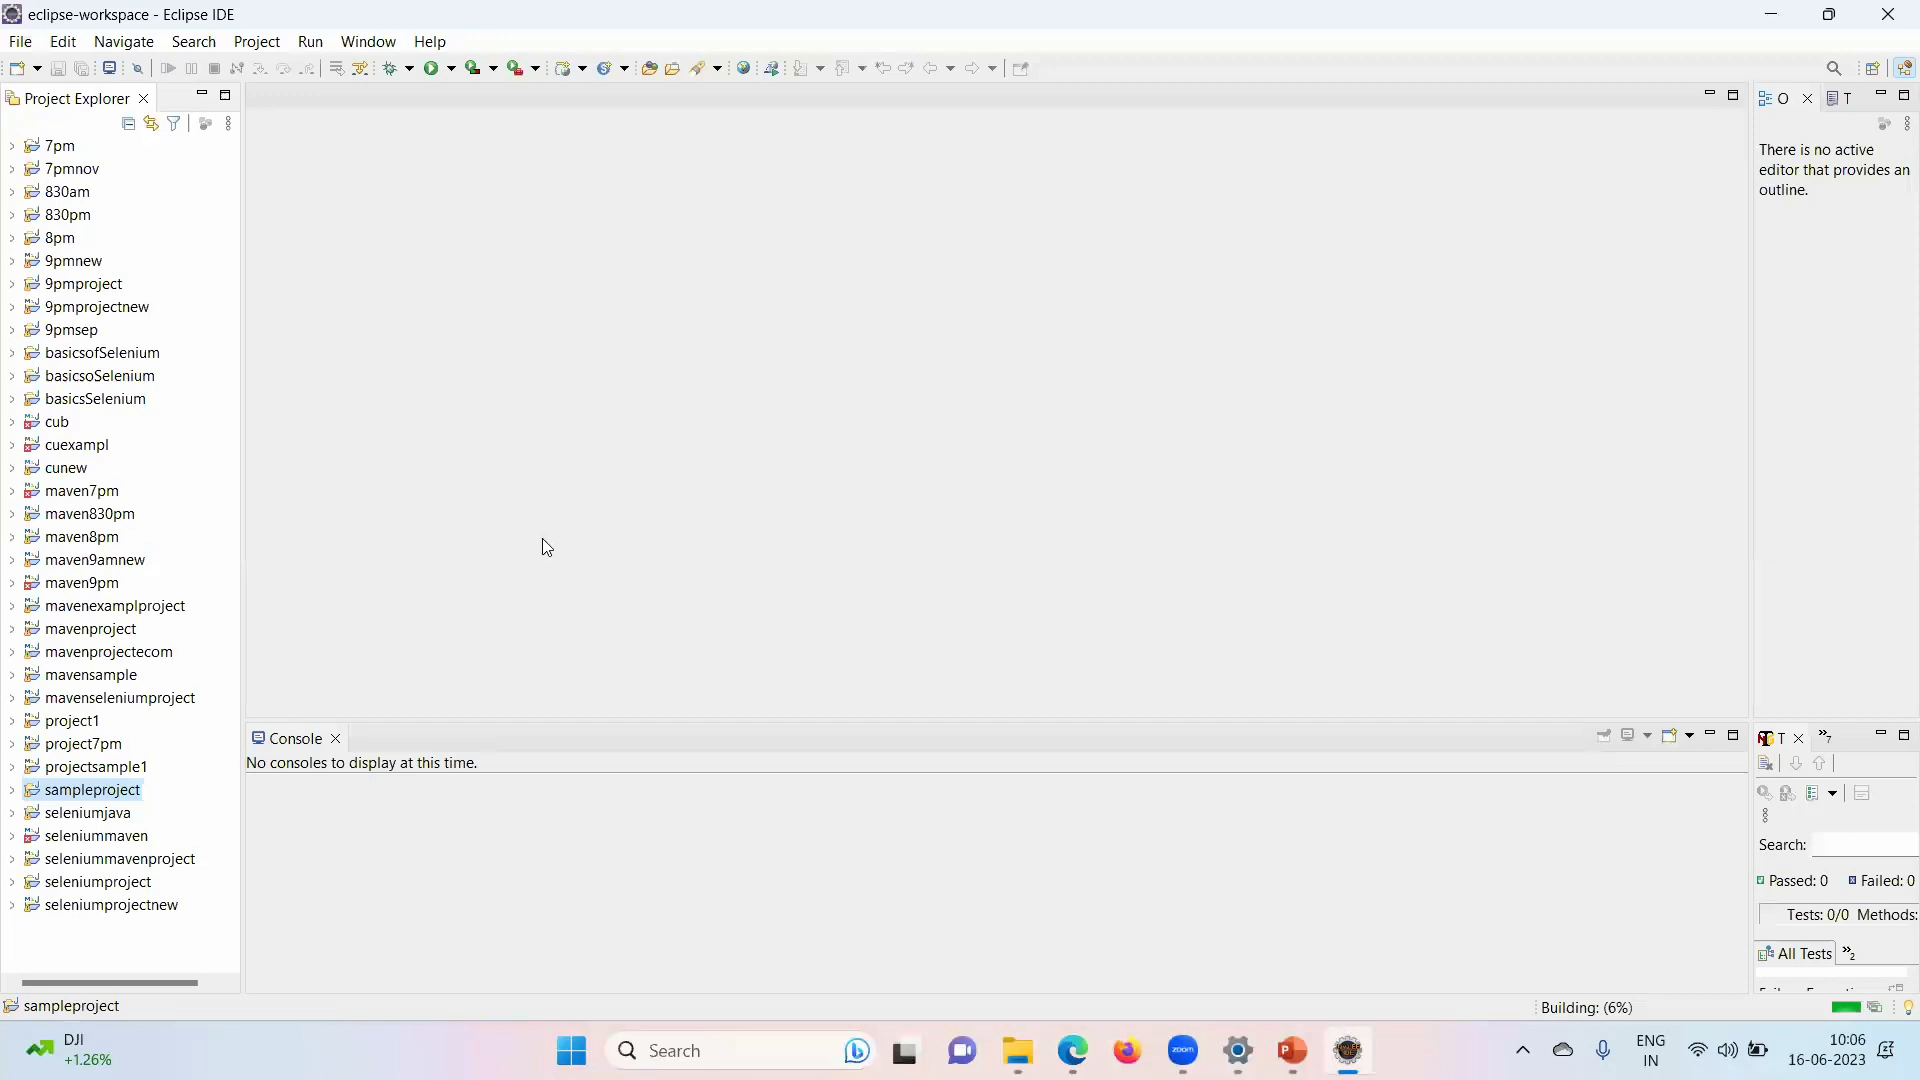 eclipse-workspace - Eclipse IDE
File Edit Navigate Search Project Run Window Help
Project Explorer
7pm
7pmnov
830am
830pm
8pm
9pmnew
9pmproject
9pmprojectnew
9pmsep
basicsofSelenium
basicsoSelenium
basicsSelenium
cub
cuexampl
cunew
maven7pm
maven830pm
maven8pm
maven9amnew
maven9pm
mavenexamplproject
mavenproject
mavenprojectecom
mavensample
mavenseleniumproject
project1
project7pm
projectsample1
sampleproject
seleniumjava
seleniummaven
seleniummavenproject
seleniumproject
seleniumprojectnew
Console
No consoles to display at this time.
O T
There is no active
editor that provides an
outline.
T 7
Search:
Passed: 0 Failed: 0
Tests: 0/0 Methods:
All Tests 2
sampleproject
Building: (6%)
DJI
+1.26%
Search
zoom
ENG
IN
10:06
16-06-2023